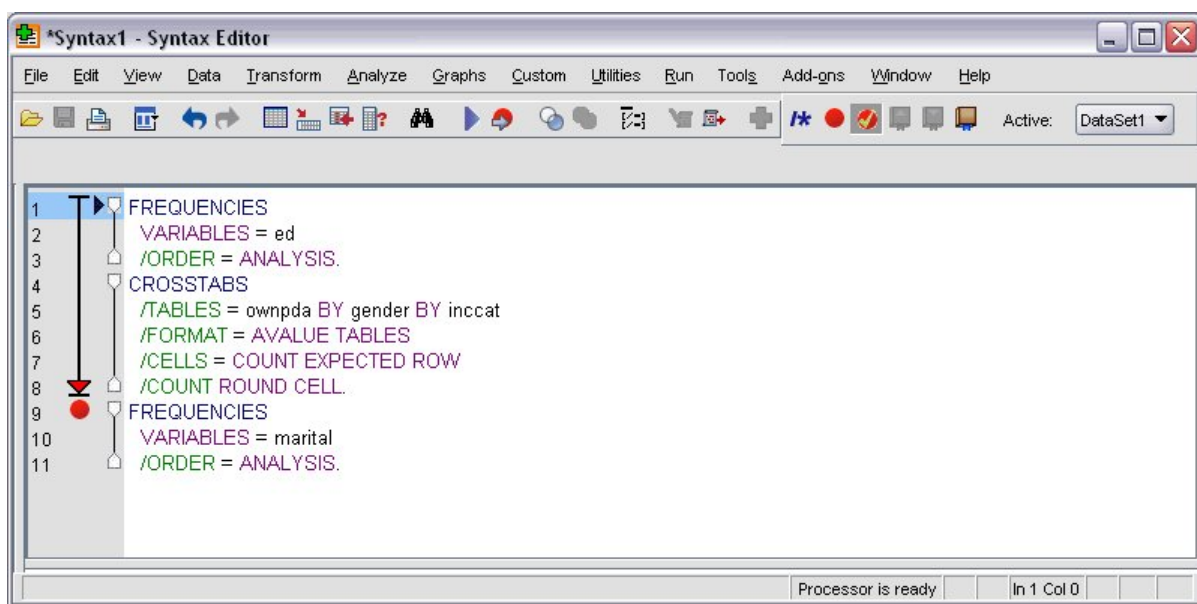 *Syntax1 - Syntax Editor
File Edit View Data Transform Analyze Graphs Custom Utilities Run Tools Add-ons Window Help
/* Active: DataSet1
1 FREQUENCIES
2 VARIABLES = ed
3 /ORDER = ANALYSIS.
4 CROSSTABS
5 /TABLES = ownpda BY gender BY inccat
6 /FORMAT = AVALUE TABLES
7 /CELLS = COUNT EXPECTED ROW
8 /COUNT ROUND CELL.
9 FREQUENCIES
10 VARIABLES = marital
11 /ORDER = ANALYSIS.
Processor is ready In 1 Col 0